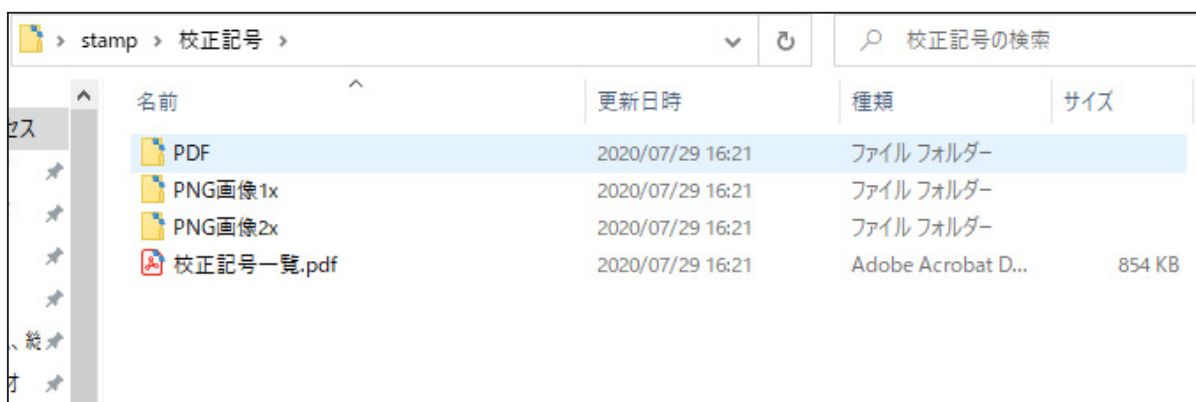 › stamp › 校正記号 ›
校正記号の検索
名前 更新日時 種類 サイズ
セス
PDF 2020/07/29 16:21 ファイル フォルダー
PNG画像1x 2020/07/29 16:21 ファイル フォルダー
PNG画像2x 2020/07/29 16:21 ファイル フォルダー
校正記号一覧.pdf 2020/07/29 16:21 Adobe Acrobat D... 854 KB
、総